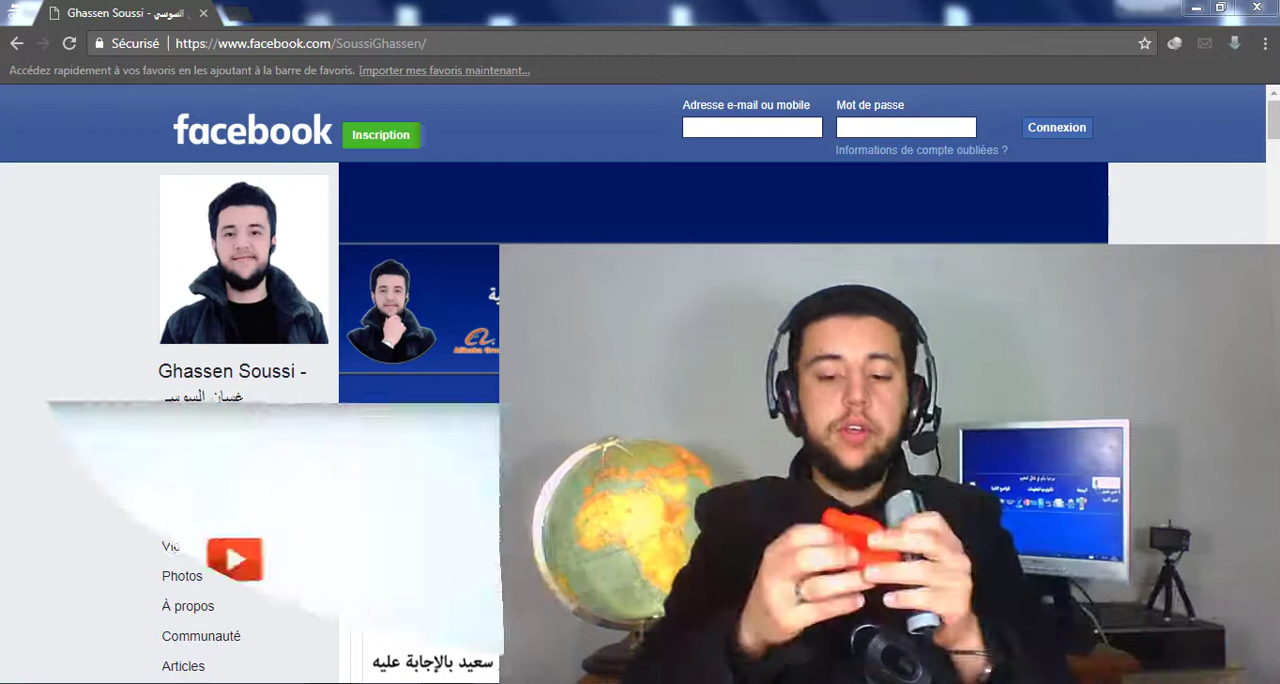 Ghassen Soussi - السوسي
Sécurisé | https://www.facebook.com/SoussiGhassen/
Accédez rapidement à vos favoris en les ajoutant à la barre de favoris. Importer mes favoris maintenant...
Adresse e-mail ou mobile
Mot de passe
facebook
Inscription
Connexion
Informations de compte oubliées ?
Ghassen Soussi -
غسان السوسي
Photos
À propos
Communauté
Articles
سعيد بالإجابة عليه